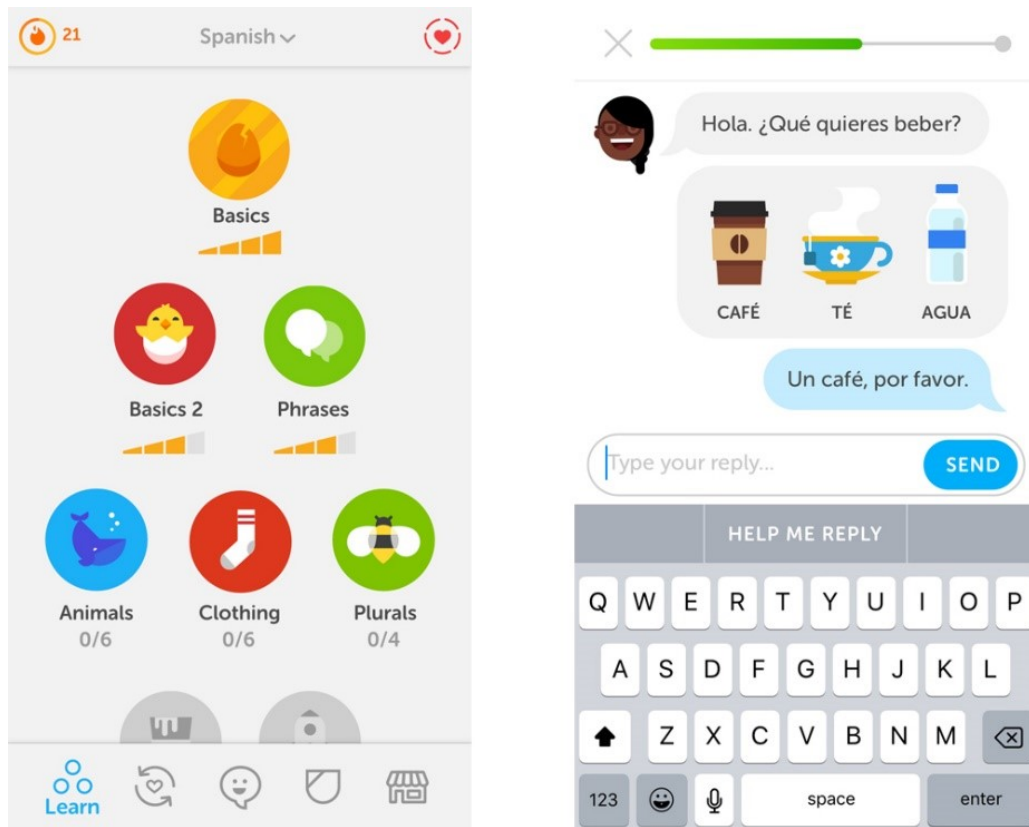 21
Spanish
Basics
Basics 2
Phrases
Animals
Clothing
Plurals
0/6
0/6
0/4
Learn
Hola. ¿Qué quieres beber?
CAFÉ
TÉ
AGUA
Un café, por favor.
Type your reply...
SEND
HELP ME REPLY
Q W E R T Y U I O P
A S D F G H J K L
Z X C V B N M
123
space
enter